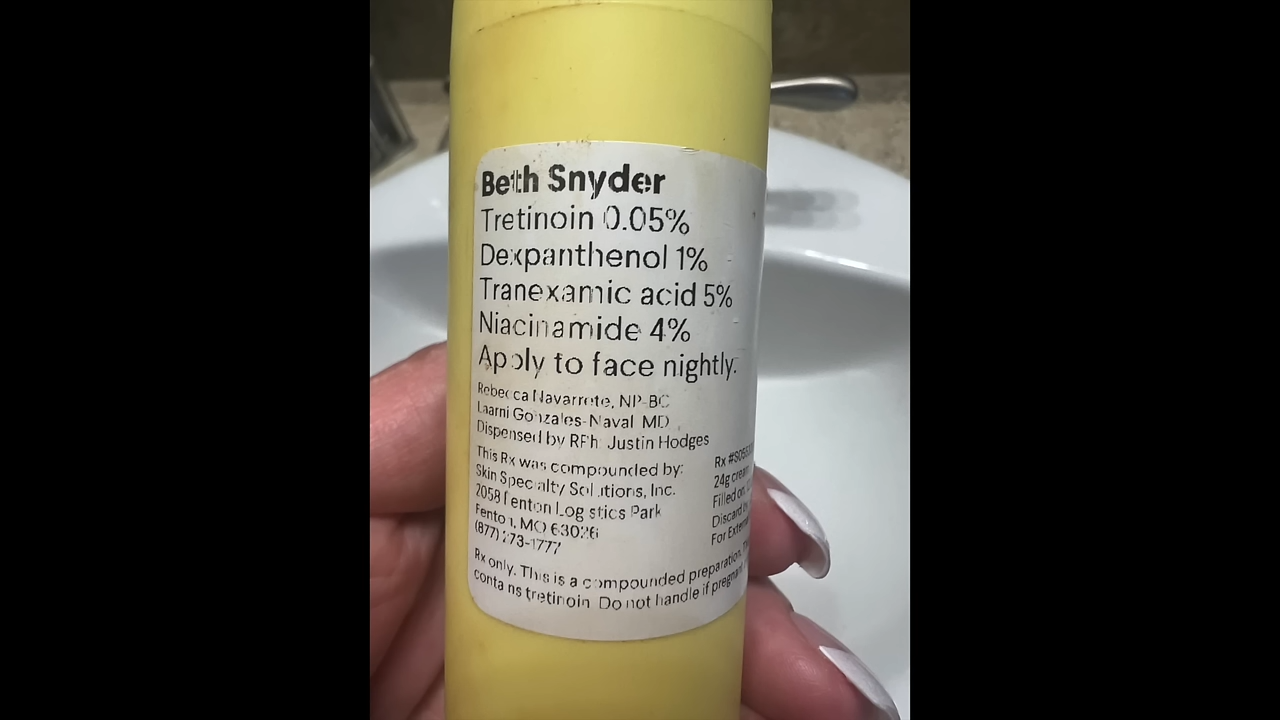 Beth Snyder
Tretinoin 0.05%
Dexpanthenol 1%
Tranexamic acid 5%
Niacinamide 4%
Apply to face nightly.
Rebecca Navarrete, NP-BC
Laarni Gonzales-Naval MD
Dispensed by RPh: Justin Hodges
This Rx was compounded by:
Skin Specialty Solutions, Inc.
2058 Fenton Logistics Park
Fenton, MO 63026
(877) 273-1777
Rx
24g cream
Filled on:
Discard by
For External
Rx only. This is a compounded preparation.
contains tretinoin. Do not handle if